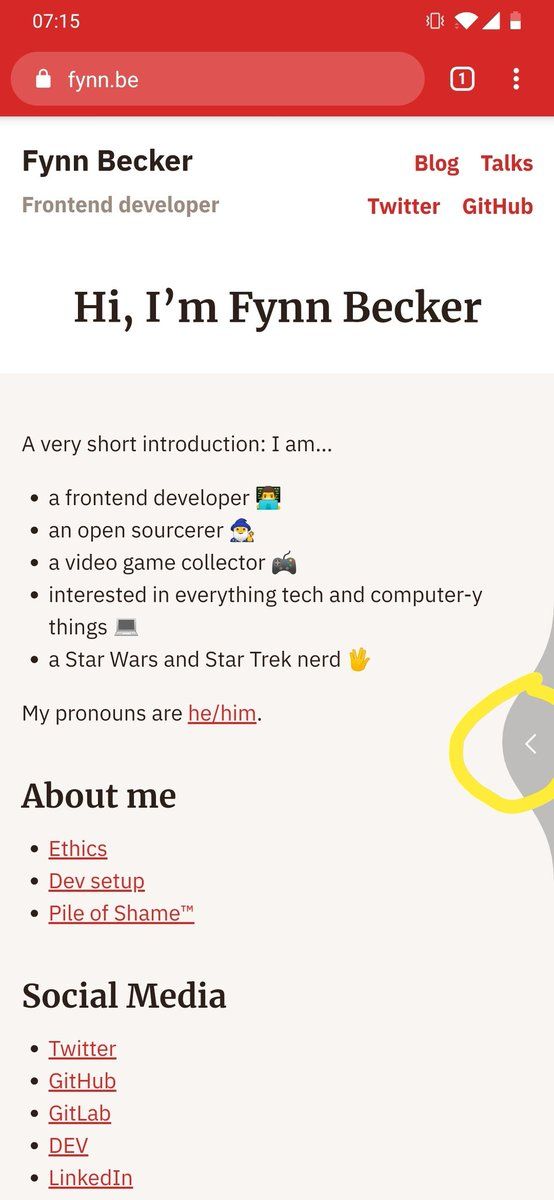 07:15
fynn.be
1
Fynn Becker
Blog Talks
Frontend developer
Twitter GitHub
Hi, I’m Fynn Becker
A very short introduction: I am…
• a frontend developer 👨‍💻
• an open sourcerer 🧙‍♂️
• a video game collector 🎮
• interested in everything tech and computer-y
things 💻
• a Star Wars and Star Trek nerd 🖖
My pronouns are he/him.
About me
• Ethics
• Dev setup
• Pile of Shame™
Social Media
• Twitter
• GitHub
• GitLab
• DEV
• LinkedIn